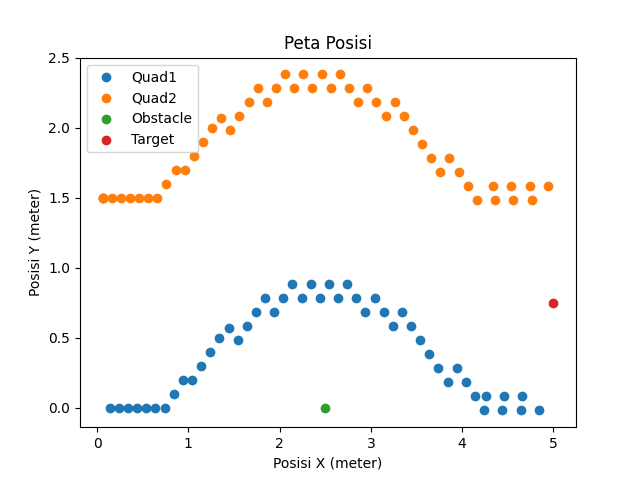 Peta Posisi
2.5
2.0
1.5
1.0
0.5
0.0
Posisi Y (meter)
Quad1
Quad2
Obstacle
Target
0
1
2
3
4
5
Posisi X (meter)